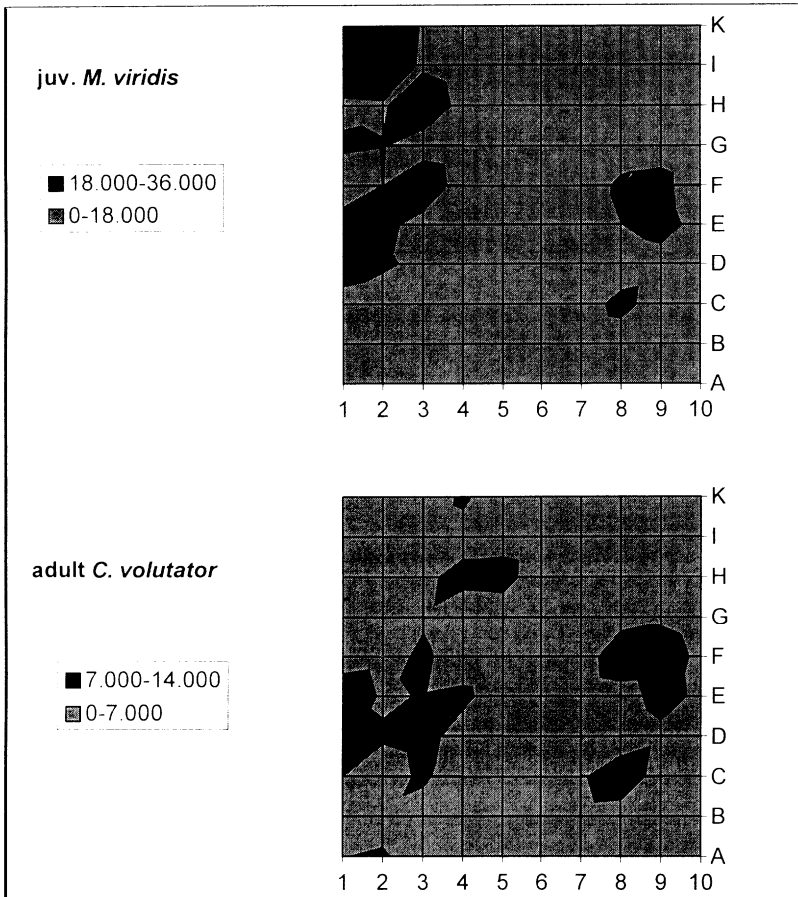 juv. M. viridis
18.000-36.000
0-18.000
K
I
H
G
F
E
D
C
B
A
1 2 3 4 5 6 7 8 9 10
adult C. volutator
7.000-14.000
0-7.000
K
I
H
G
F
E
D
C
B
A
1 2 3 4 5 6 7 8 9 10